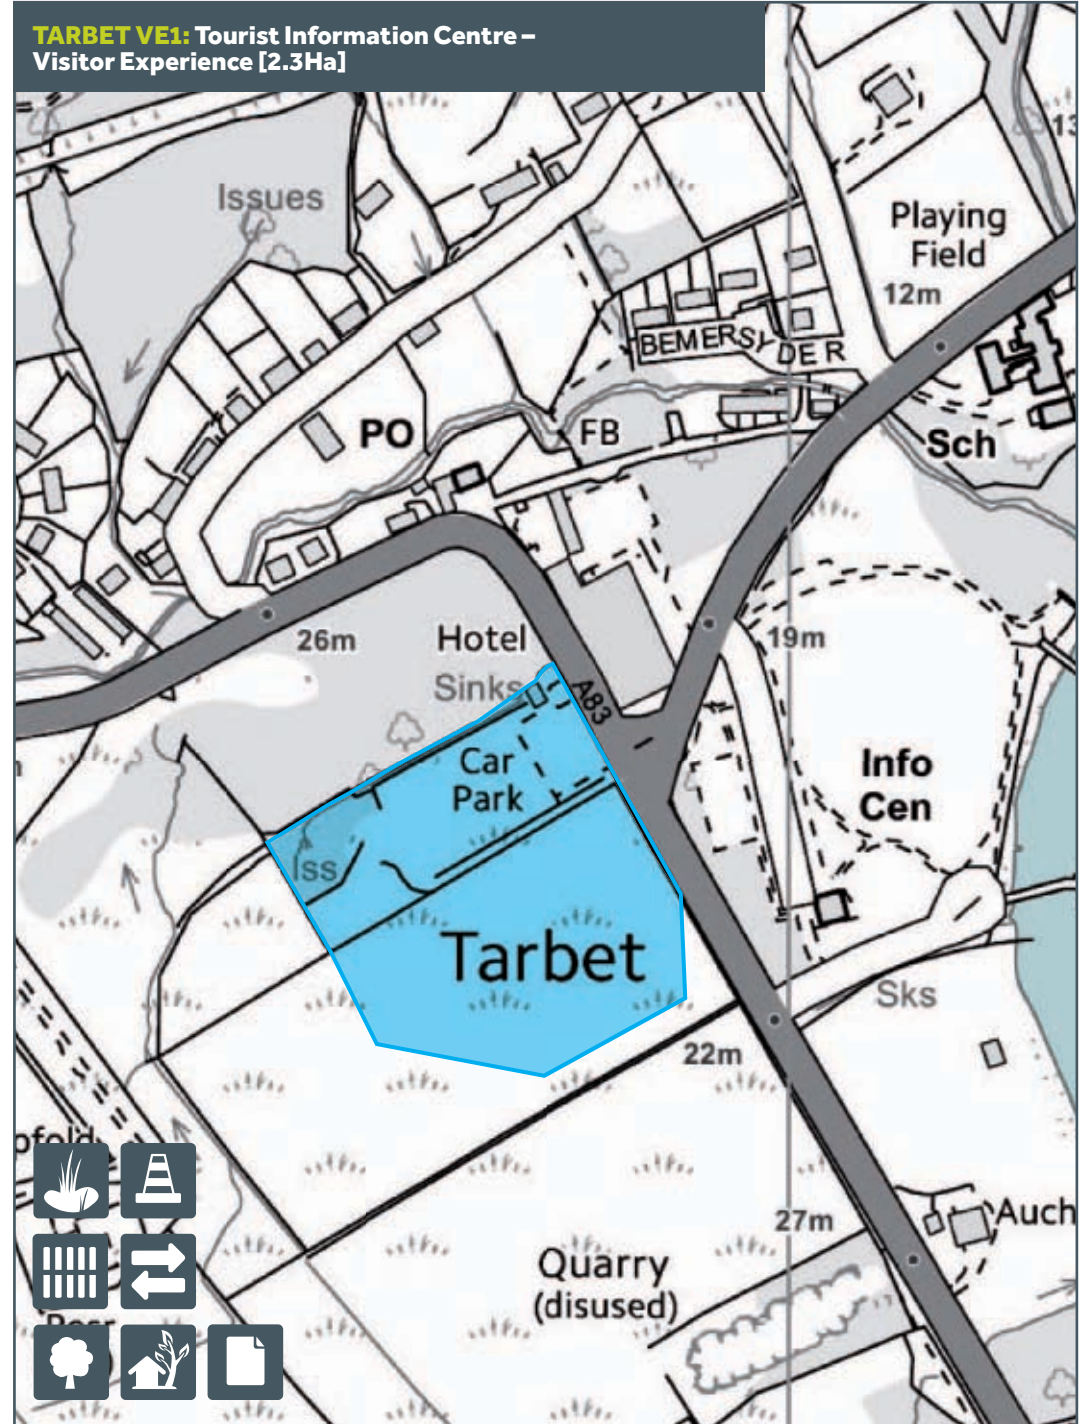 TARBET VE1: Tourist Information Centre –
Visitor Experience [2.3Ha]
Issues
Playing
Field
12m
BEMERSYDE R
PO
FB
Sch
26m
Hotel
19m
Sinks
A83
Car
Park
Info
Cen
Iss
Tarbet
Sks
22m
27m
Auch
Quarry
(disused)